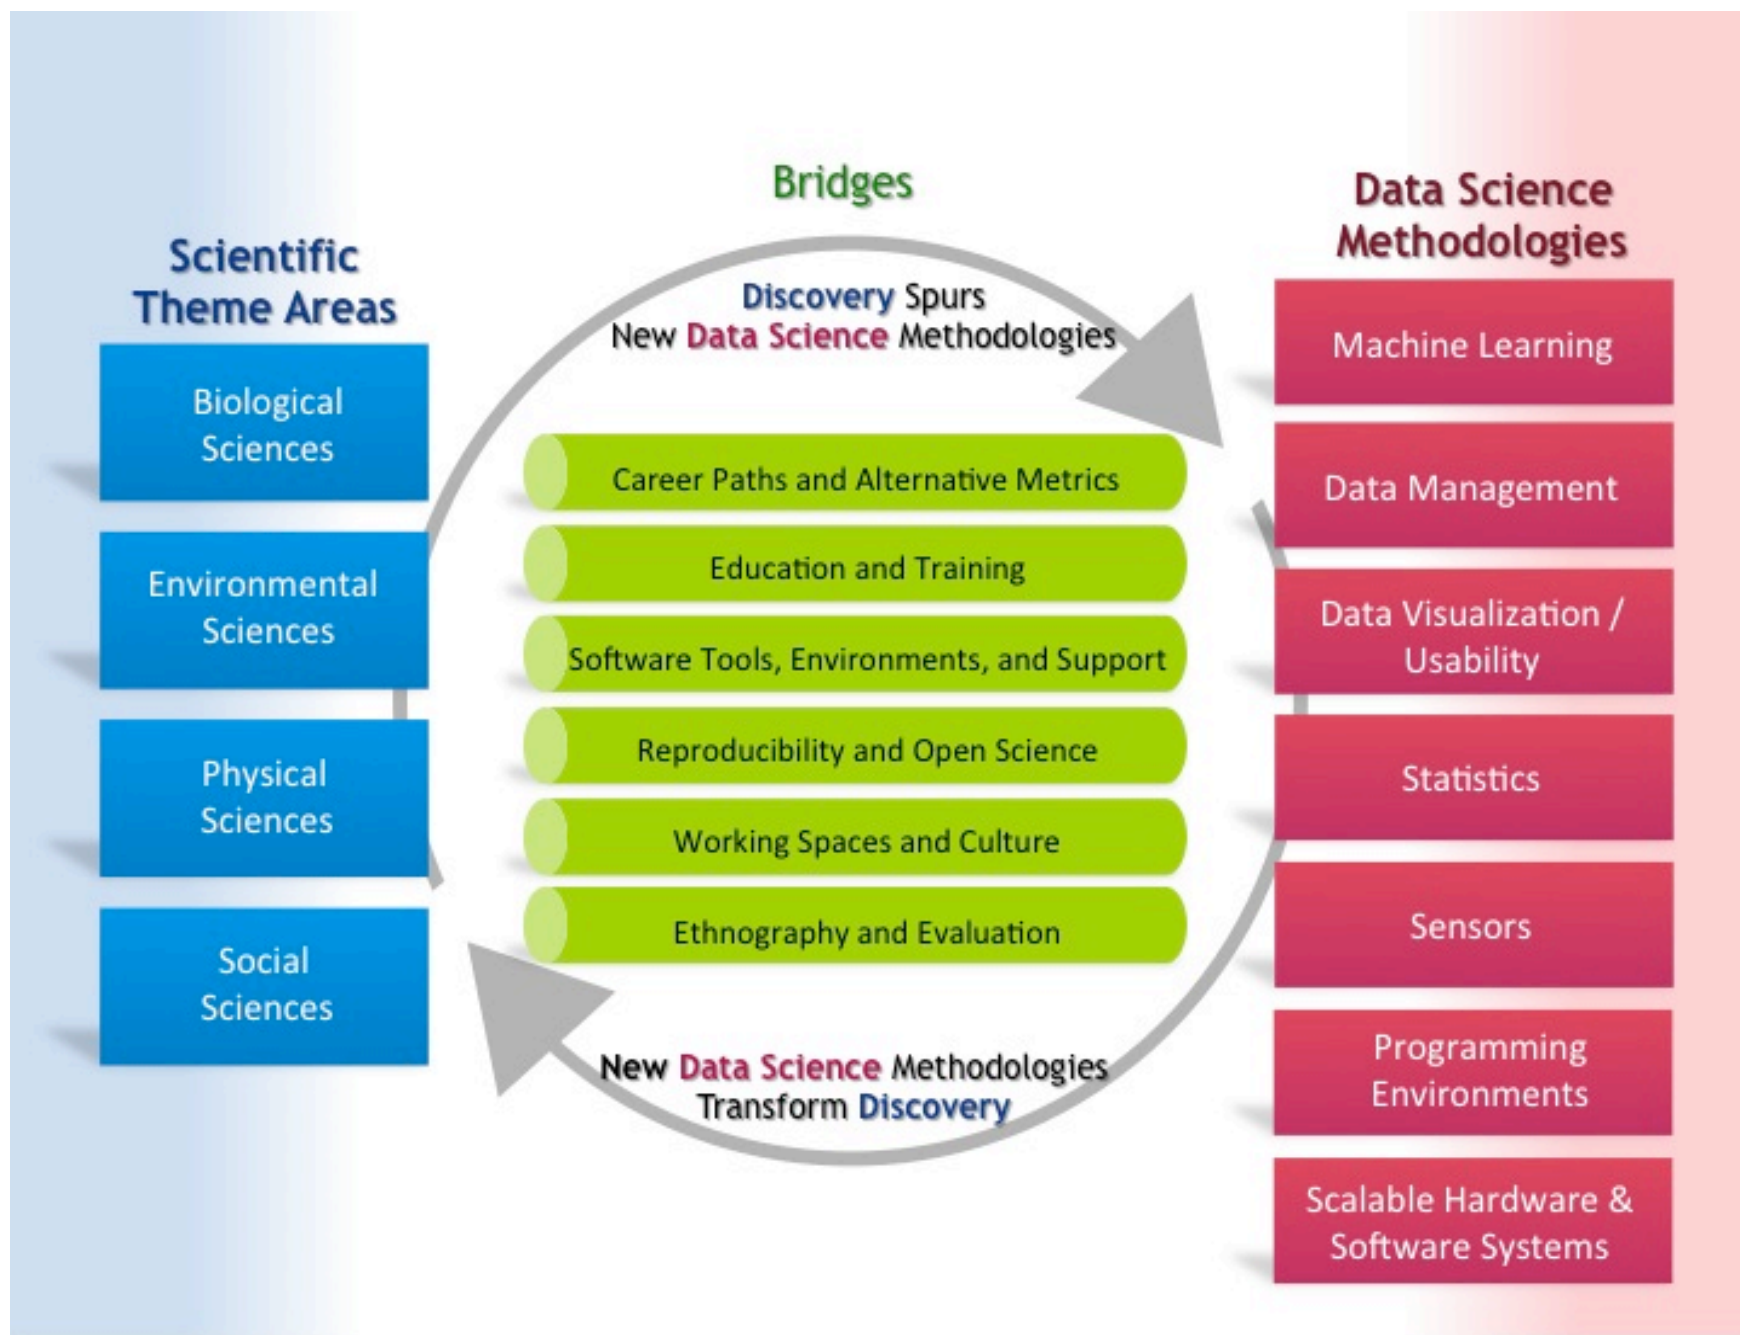 Bridges
Scientific
Theme Areas
Biological
Sciences
Environmental
Sciences
Physical
Sciences
Social
Sciences
Discovery Spurs
New Data Science Methodologies
Career Paths and Alternative Metrics
Education and Training
Software Tools, Environments, and Support
Reproducibility and Open Science
Working Spaces and Culture
Ethnography and Evaluation
New Data Science Methodologies
Transform Discovery
Data Science
Methodologies
Machine Learning
Data Management
Data Visualization /
Usability
Statistics
Sensors
Programming
Environments
Scalable Hardware &
Software Systems